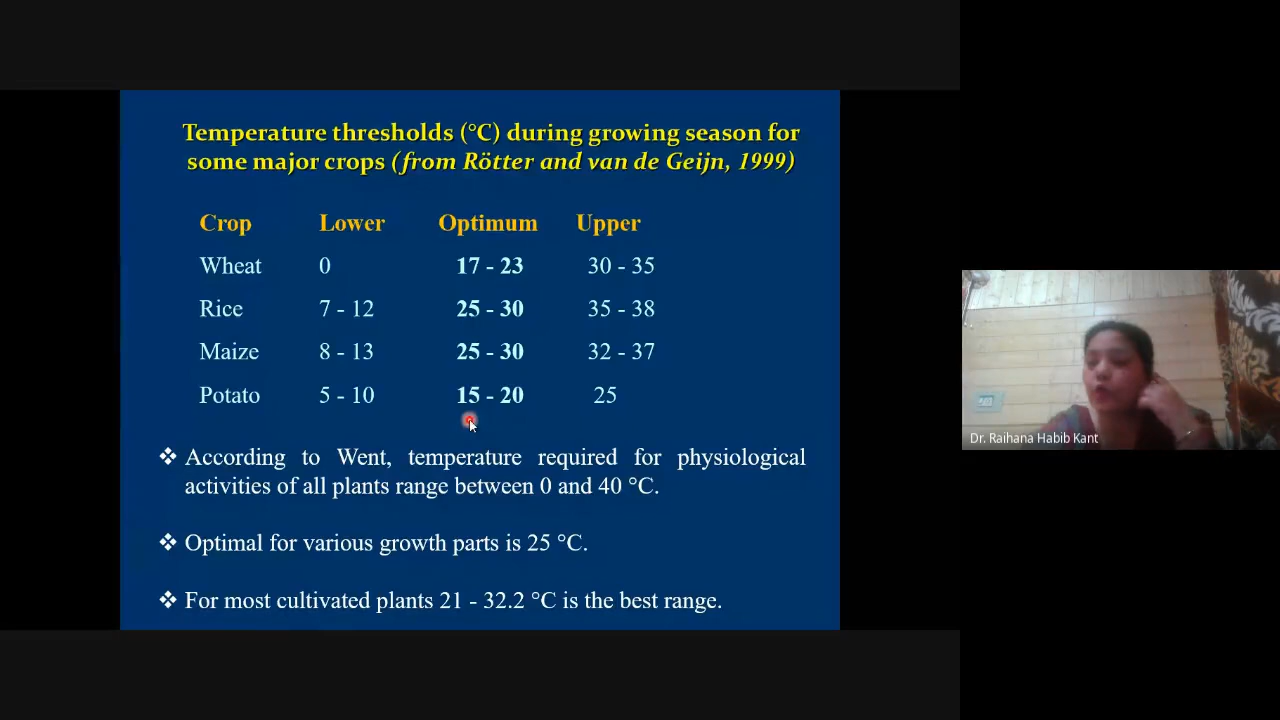 Temperature thresholds (°C) during growing season for
some major crops (from Rötter and van de Geijn, 1999)
Crop Lower Optimum Upper
Wheat 0 17 - 23 30 - 35
Rice 7 - 12 25 - 30 35 - 38
Maize 8 - 13 25 - 30 32 - 37
Potato 5 - 10 15 - 20 25
❖ According to Went, temperature required for physiological
activities of all plants range between 0 and 40 °C.
❖ Optimal for various growth parts is 25 °C.
❖ For most cultivated plants 21 - 32.2 °C is the best range.
Dr. Raihana Habib Kant